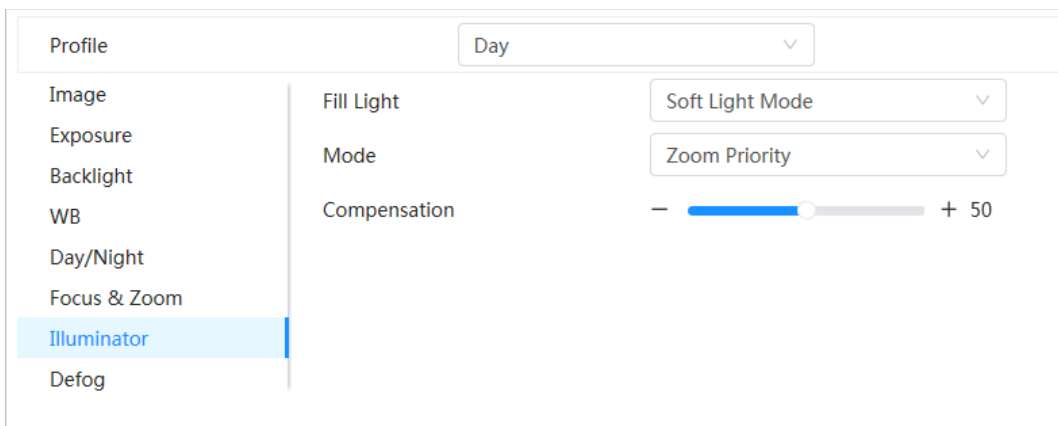 Profile Day
Image
Fill Light Soft Light Mode
Exposure
Mode Zoom Priority
Backlight
WB
Compensation − + 50
Day/Night
Focus & Zoom
Illuminator
Defog